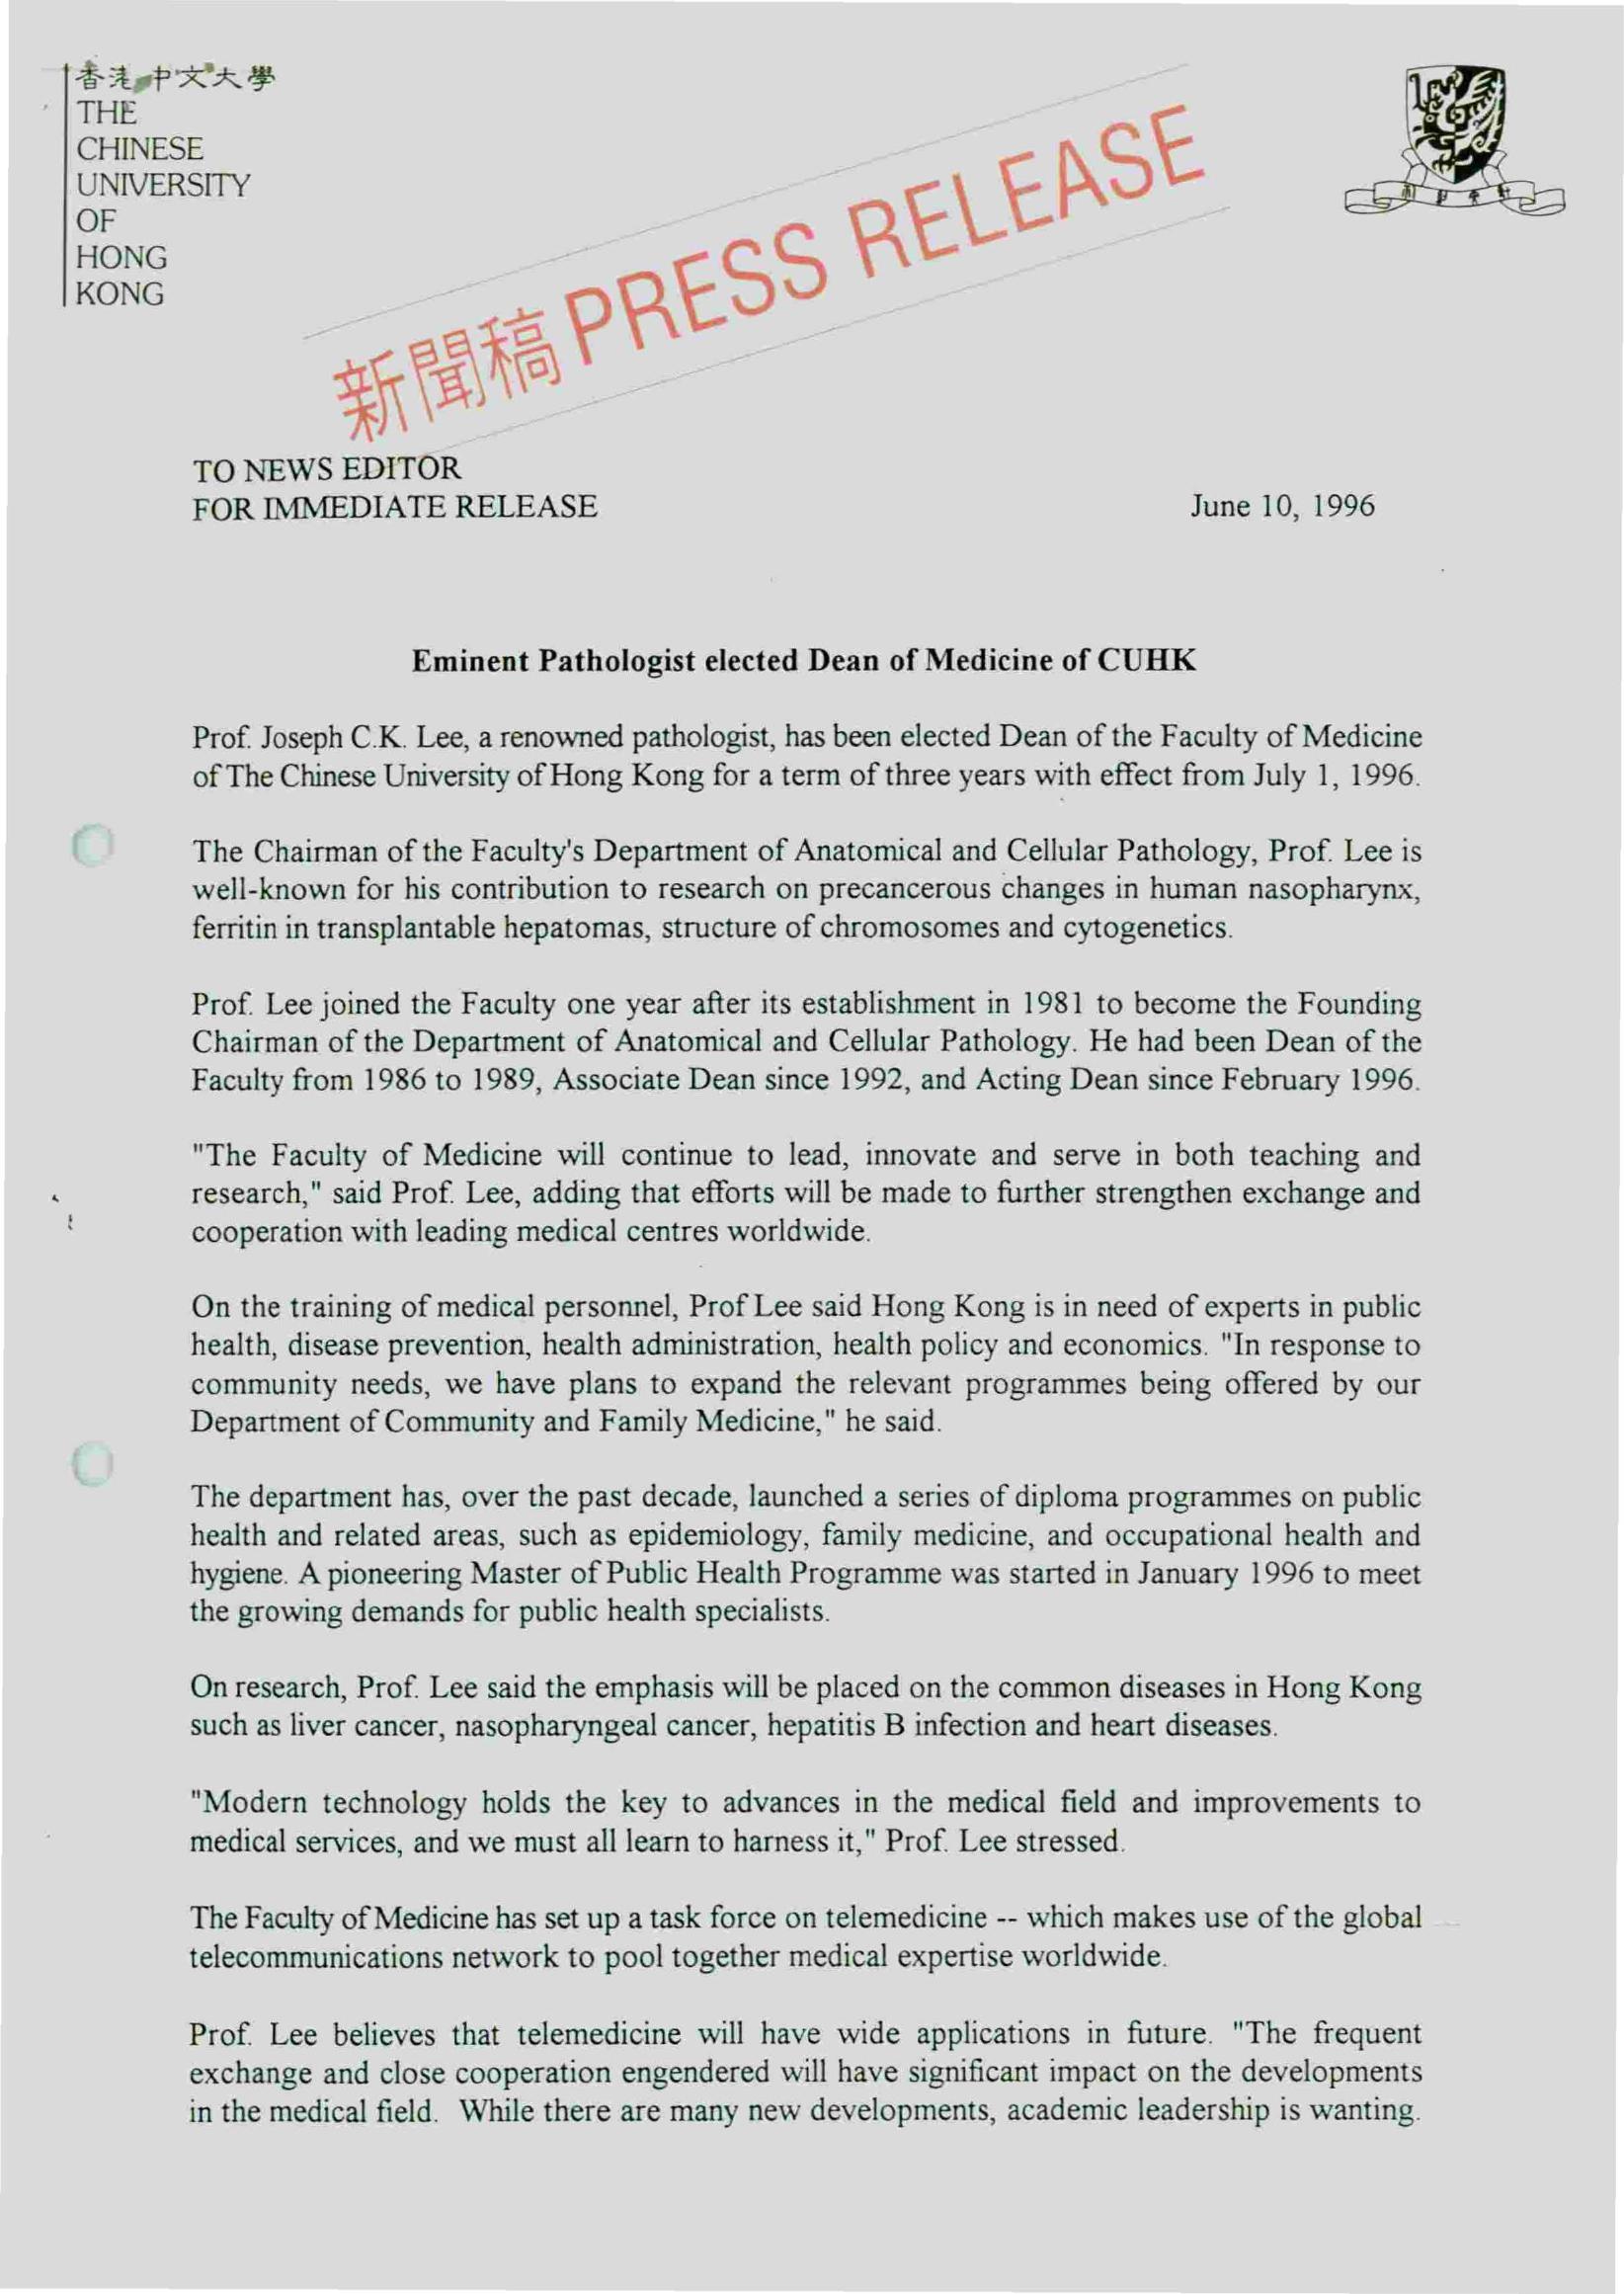 香港中文大學
THE
CHINESE
UNIVERSITY
OF
HONG
KONG
新聞稿 PRESS RELEASE
TO NEWS EDITOR
FOR IMMEDIATE RELEASE
June 10, 1996
Eminent Pathologist elected Dean of Medicine of CUHK
Prof. Joseph C.K. Lee, a renowned pathologist, has been elected Dean of the Faculty of Medicine
of The Chinese University of Hong Kong for a term of three years with effect from July 1, 1996.
The Chairman of the Faculty's Department of Anatomical and Cellular Pathology, Prof. Lee is
well-known for his contribution to research on precancerous changes in human nasopharynx,
ferritin in transplantable hepatomas, structure of chromosomes and cytogenetics.
Prof. Lee joined the Faculty one year after its establishment in 1981 to become the Founding
Chairman of the Department of Anatomical and Cellular Pathology. He had been Dean of the
Faculty from 1986 to 1989, Associate Dean since 1992, and Acting Dean since February 1996.
"The Faculty of Medicine will continue to lead, innovate and serve in both teaching and
research," said Prof. Lee, adding that efforts will be made to further strengthen exchange and
cooperation with leading medical centres worldwide.
On the training of medical personnel, Prof Lee said Hong Kong is in need of experts in public
health, disease prevention, health administration, health policy and economics. "In response to
community needs, we have plans to expand the relevant programmes being offered by our
Department of Community and Family Medicine," he said.
The department has, over the past decade, launched a series of diploma programmes on public
health and related areas, such as epidemiology, family medicine, and occupational health and
hygiene. A pioneering Master of Public Health Programme was started in January 1996 to meet
the growing demands for public health specialists.
On research, Prof. Lee said the emphasis will be placed on the common diseases in Hong Kong
such as liver cancer, nasopharyngeal cancer, hepatitis B infection and heart diseases.
"Modern technology holds the key to advances in the medical field and improvements to
medical services, and we must all learn to harness it," Prof. Lee stressed.
The Faculty of Medicine has set up a task force on telemedicine -- which makes use of the global
telecommunications network to pool together medical expertise worldwide.
Prof. Lee believes that telemedicine will have wide applications in future. "The frequent
exchange and close cooperation engendered will have significant impact on the developments
in the medical field. While there are many new developments, academic leadership is wanting.